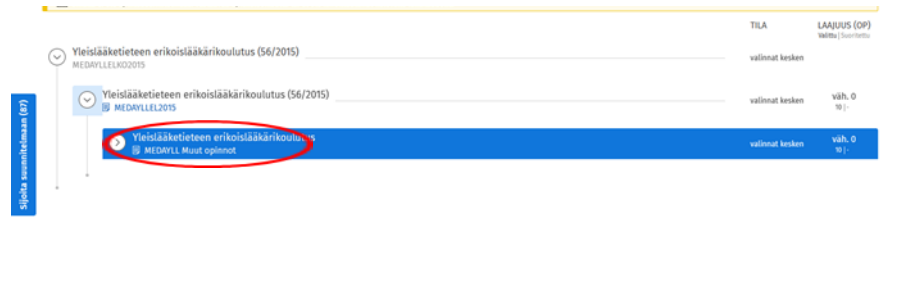 TILA
LAAJUUS (OP)
Valittu | Suoritettu
Yleislääketieteen erikoislääkärikoulutus (56/2015)
MEDAYLLELKO2015
valinnat kesken
Yleislääketieteen erikoislääkärikoulutus (56/2015)
MEDAYLLEL2015
valinnat kesken
väh. 0
10 | -
Yleislääketieteen erikoislääkärikoulutus
MEDAYLL Muut opinnot
valinnat kesken
väh. 0
10 | -
Sijoita suunnitelmaan (87)